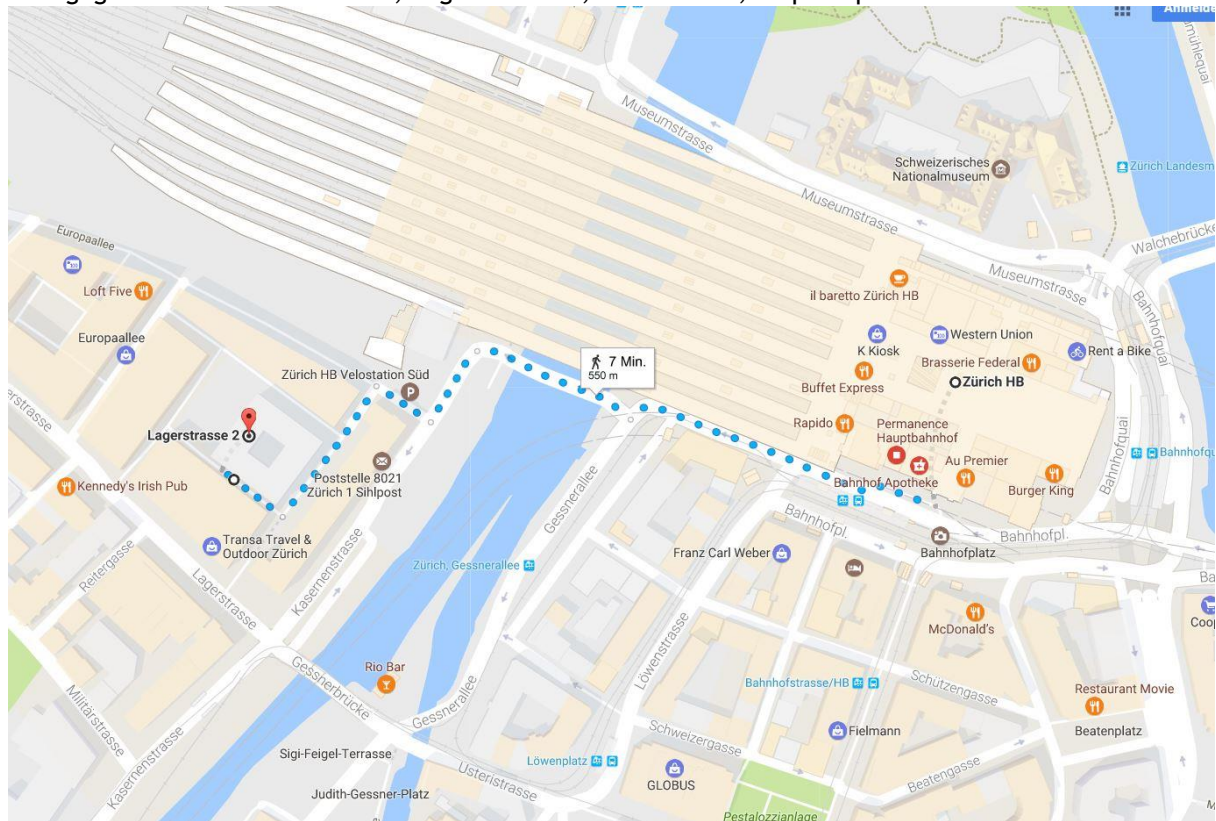 Anmelde
Museumstrasse
Schweizerisches
Nationalmuseum
Zürich Landesm
Museumstrasse
Walchebrücke
Europaallee
Museumstrasse
Loft Five
il baretto Zürich HB
Bahnhofquai
Europaallee
K Kiosk
Western Union
Rent a Bike
7 Min.
550 m
Brasserie Federal
Zürich HB Velostation Süd
Buffet Express
Zürich HB
Lagerstrasse 2
Rapido
Permanence
Hauptbahnhof
Bahnhofquai
Au Premier
Bahnhofqu
Poststelle 8021
Zürich 1 Sihlpost
Kennedy's Irish Pub
Bahnhof Apotheke
Burger King
Gessnerallee
Bahnhofpl.
Bahnhofpl.
Transa Travel &
Outdoor Zürich
Franz Carl Weber
Bahnhofplatz
Reitergasse
Kasernenstrasse
Zürich, Gessnerallee
Lagerstrasse
Löwenstrasse
McDonald's
Rio Bar
Gessnerbrücke
Gessnerallee
Bahnhofstrasse/HB
Schützengasse
Restaurant Movie
Militärstrasse
Schweizergasse
Fielmann
Beatenplatz
Kasernenstrasse
Sigi-Feigel-Terrasse
Usteristrasse
Löwenplatz
GLOBUS
Beatengasse
Judith-Gessner-Platz
Pestalozzianlage